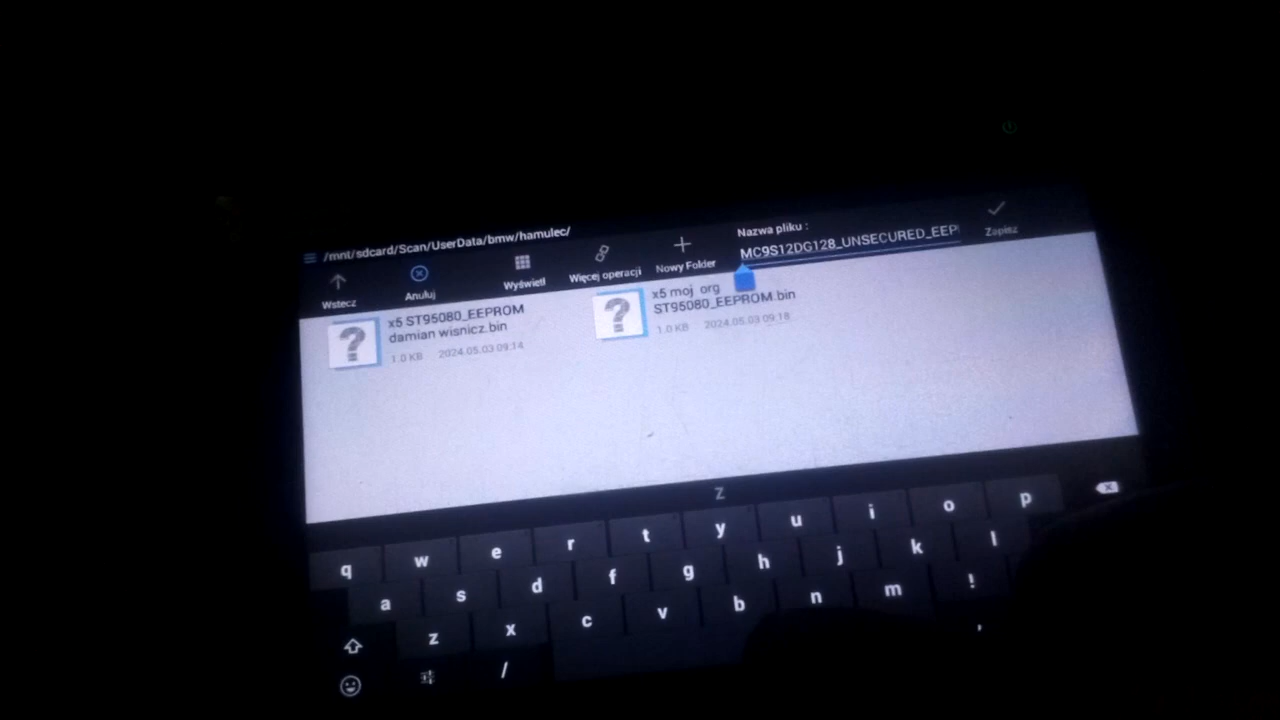 /mnt/sdcard/Scan/UserData/bmw/hamulec/
Wstecz
Anuluj
Wyświetl
Więcej operacji
Nowy Folder
Nazwa pliku :
MC9S12DG128_UNSECURED_EEP
Zapisz
x5 ST95080_EEPROM
damian wisnicz.bin
1.0 KB 2024.05.03 09:14
x5 moj org
ST95080_EEPROM.bin
1.0 KB 2024.05.03 09:18
z
q w e r t y u i o p
a s d f g h j k l
z x c v b n m !
/ ,